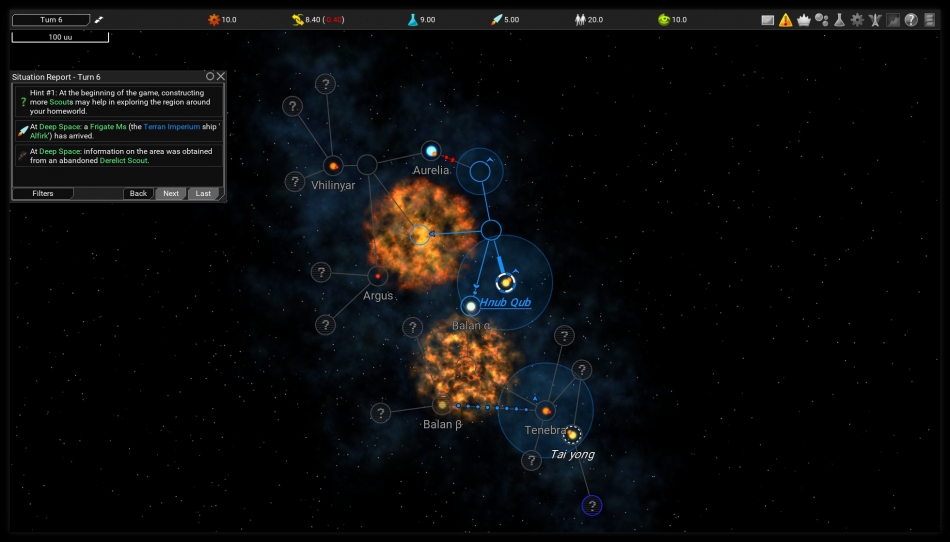 Turn 6
10.0
8.40 (-0.40)
9.00
5.00
20.0
10.0
100 uu
Situation Report - Turn 6
? Hint #1: At the beginning of the game, constructing
more Scouts may help in exploring the region around
your homeworld.
At Deep Space: a Frigate Ma (the Terran Imperium ship '
Alfirk') has arrived.
At Deep Space: information on the area was obtained
from an abandoned Derelict Scout.
Filters
Back
Next
Last
?
?
?
Vhilinyar
Aurelia
?
Argus
?
Hnub Qub
Balan α
?
?
?
?
Balan β
Tenebra
Tai yong
?
?
?